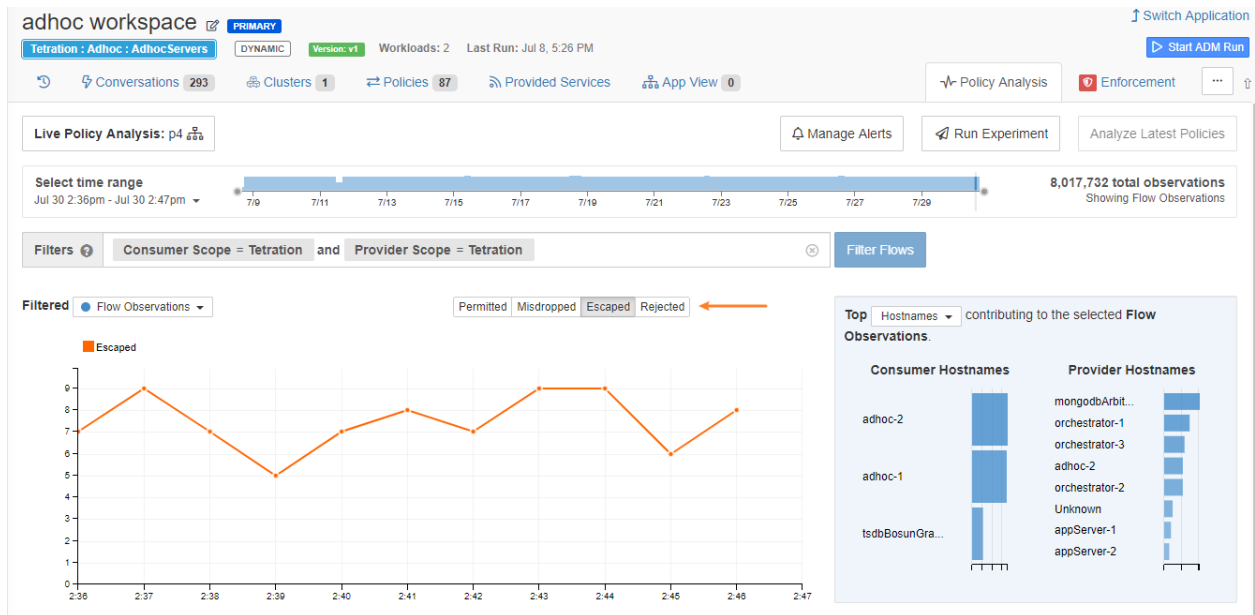 adhoc workspace PRIMARY
Switch Application
Tetration : Adhoc : AdhocServers DYNAMIC Version: v1 Workloads: 2 Last Run: Jul 8, 5:26 PM
Start ADM Run
Conversations 293 Clusters 1 Policies 87 Provided Services App View 0 Policy Analysis Enforcement ...
Live Policy Analysis: p4
Manage Alerts Run Experiment Analyze Latest Policies
Select time range
Jul 30 2:36pm - Jul 30 2:47pm
7/9 7/11 7/13 7/15 7/17 7/19 7/21 7/23 7/25 7/27 7/29
8,017,732 total observations
Showing Flow Observations
Filters ? Consumer Scope = Tetration and Provider Scope = Tetration Filter Flows
Filtered Flow Observations
Permitted Misdropped Escaped Rejected
Escaped
9
8
7
6
5
4
3
2
1
0
2:36 2:37 2:38 2:39 2:40 2:41 2:42 2:43 2:44 2:45 2:46 2:47
Top Hostnames contributing to the selected Flow
Observations.
Consumer Hostnames
adhoc-2
adhoc-1
tsdbBosunGra...
Provider Hostnames
mongodbArbit...
orchestrator-1
orchestrator-3
adhoc-2
orchestrator-2
Unknown
appServer-1
appServer-2